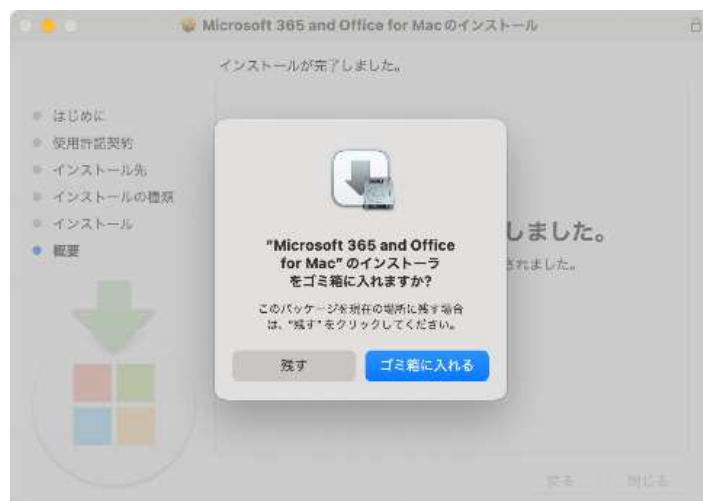 Microsoft 365 and Office for Macのインストール
インストールが完了しました。
はじめに
使用許諾契約
インストール先
インストールの種類
インストール
概要
しました。
されました。
"Microsoft 365 and Office
for Mac" のインストーラ
をゴミ箱に入れますか?
このパッケージを現在の場所に残す場合
は、"残す"をクリックしてください。
残す
ゴミ箱に入れる
戻る
閉じる